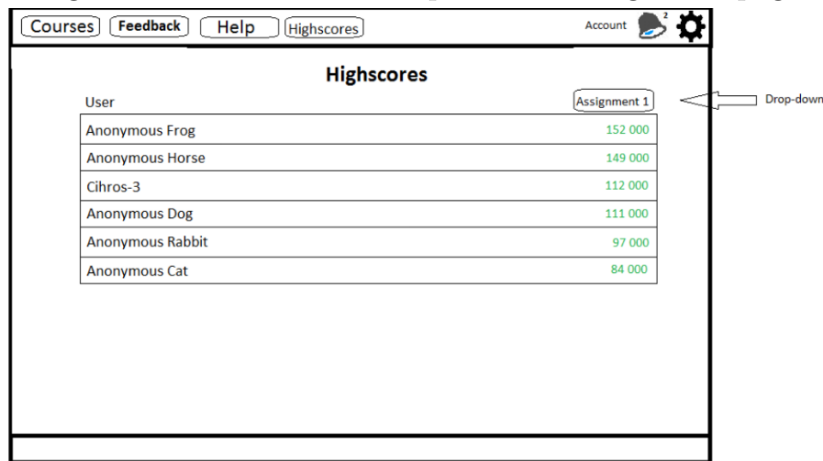 Courses Feedback Help Highscores Account 2
Highscores
User Assignment 1 Drop-down
Anonymous Frog 152 000
Anonymous Horse 149 000
Cihros-3 112 000
Anonymous Dog 111 000
Anonymous Rabbit 97 000
Anonymous Cat 84 000